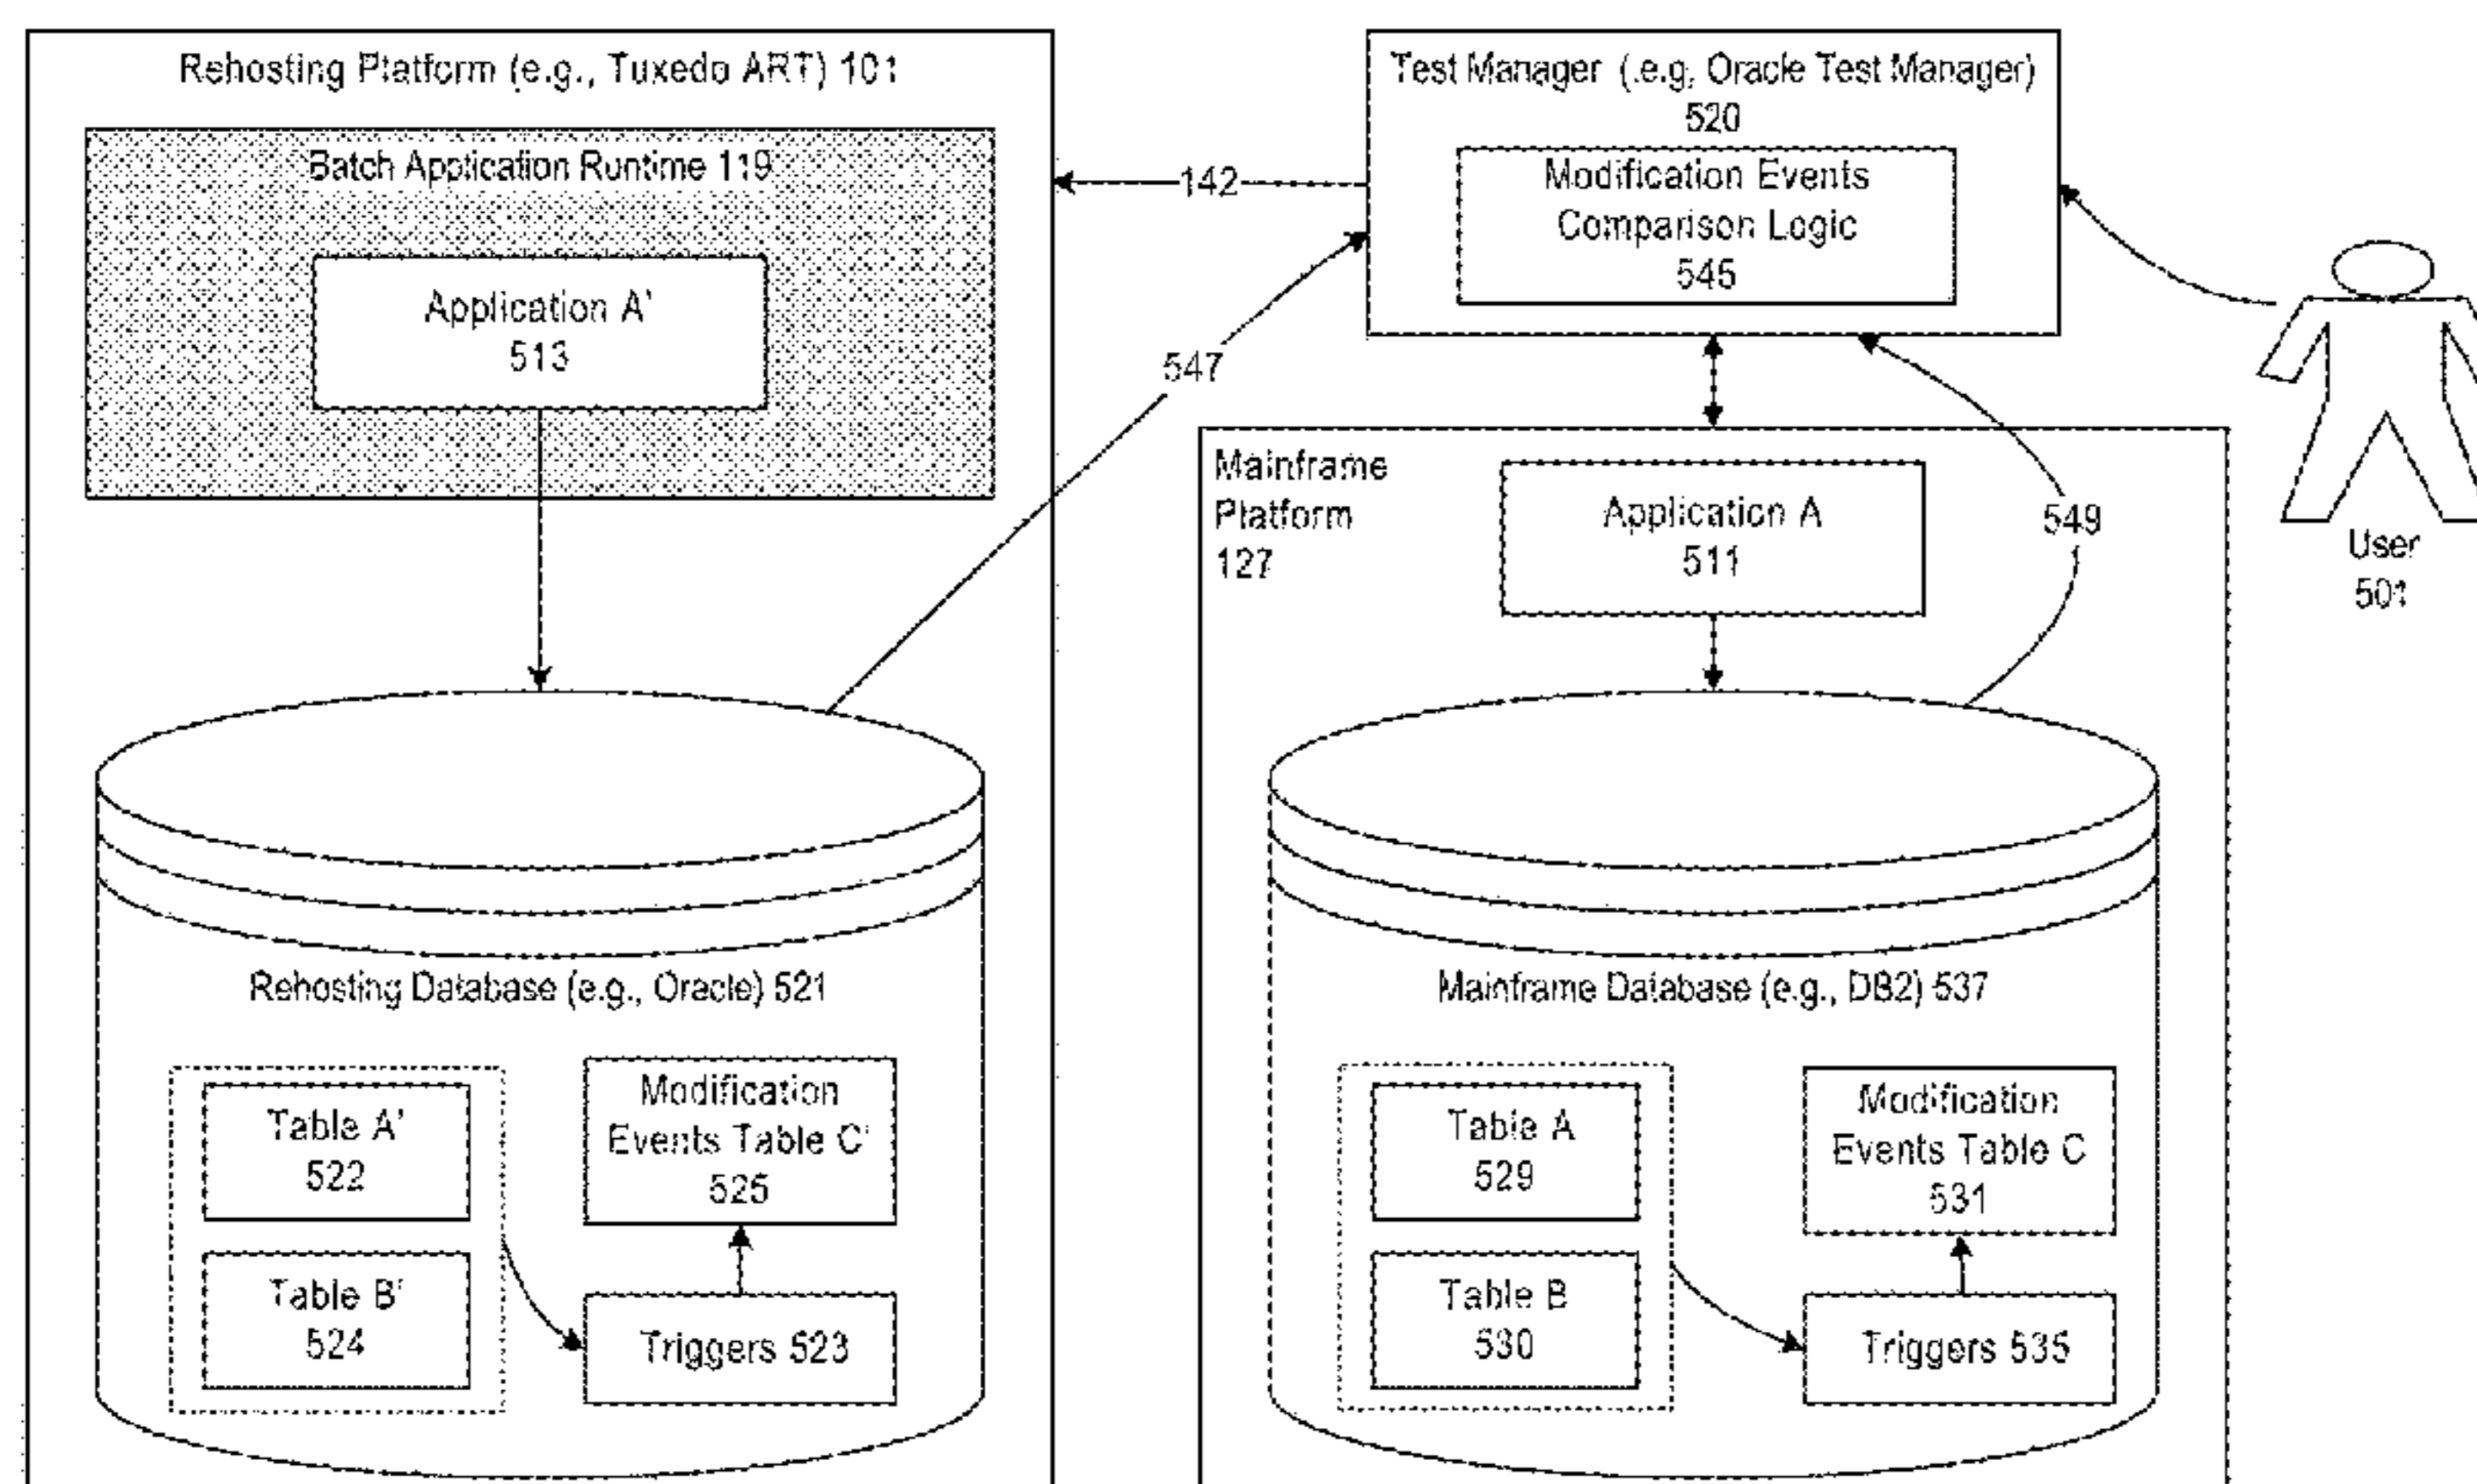 Rehosting Platform (e.g., Tuxedo ART) 101
Batch Application Runtime 119
Application A'
513
142
547
Test Manager (.e.g, Oracle Test Manager)
520
Modification Events
Comparison Logic
545
User
501
Mainframe
Platform
127
Application A
511
549
Rehosting Database (e.g., Oracle) 521
Table A'
522
Table B'
524
Modification
Events Table C'
525
Triggers 523
Mainframe Database (e.g., DB2) 537
Table A
529
Table B
530
Modification
Events Table C
531
Triggers 535